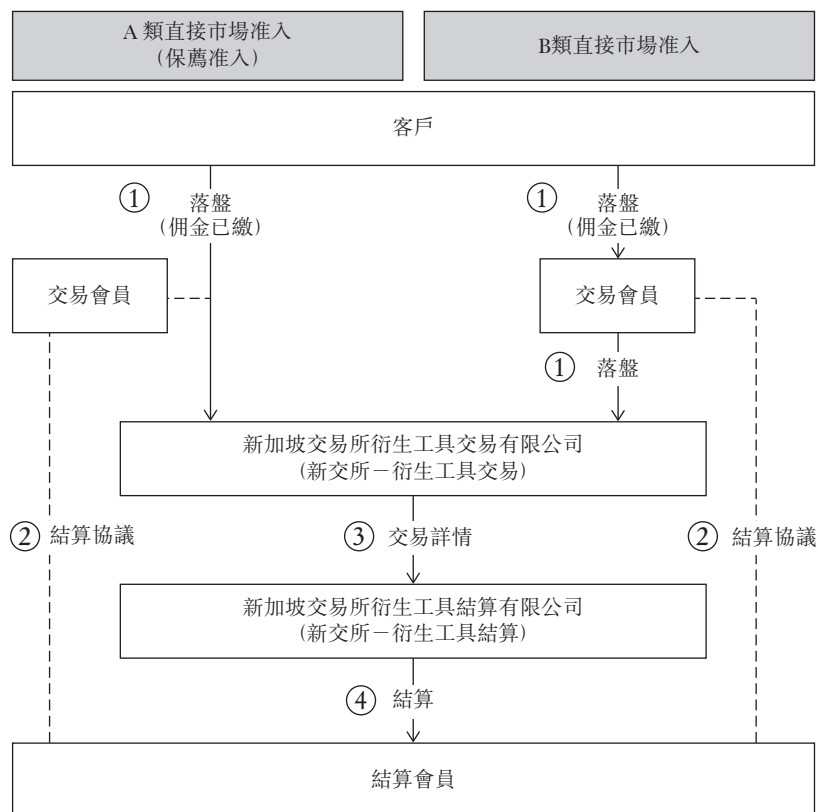 A 類直接市場准入
(保薦准入)
B類直接市場准入
客戶
① 落盤
(佣金已繳)
① 落盤
(佣金已繳)
交易會員
交易會員
① 落盤
新加坡交易所衍生工具交易有限公司
(新交所－衍生工具交易)
② 結算協議
③ 交易詳情
② 結算協議
新加坡交易所衍生工具結算有限公司
(新交所－衍生工具結算)
④ 結算
結算會員